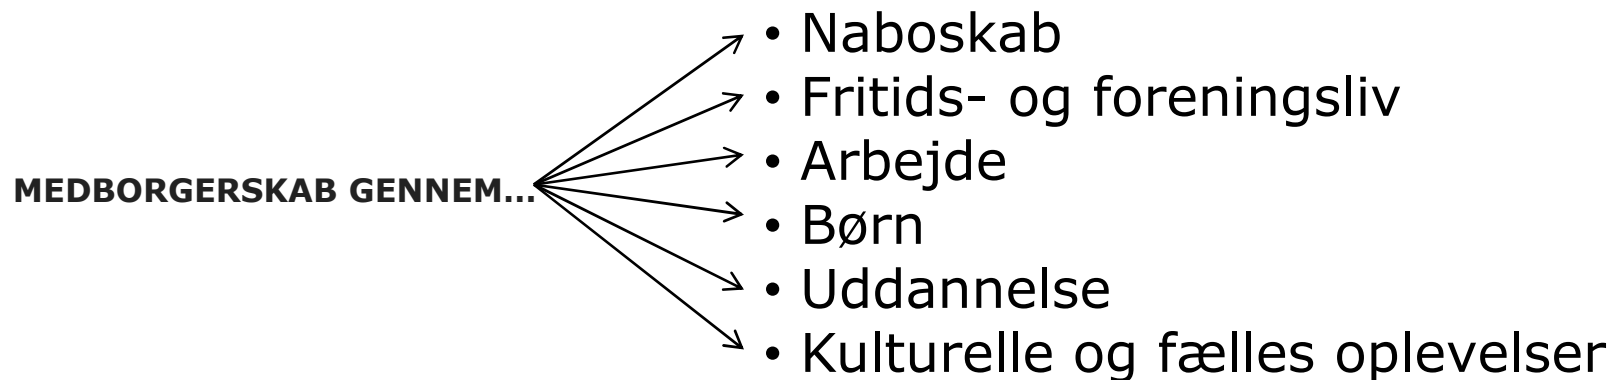 MEDBORGERSKAB GENNEM...
• Naboskab
• Fritids- og foreningsliv
• Arbejde
• Børn
• Uddannelse
• Kulturelle og fælles oplevelser